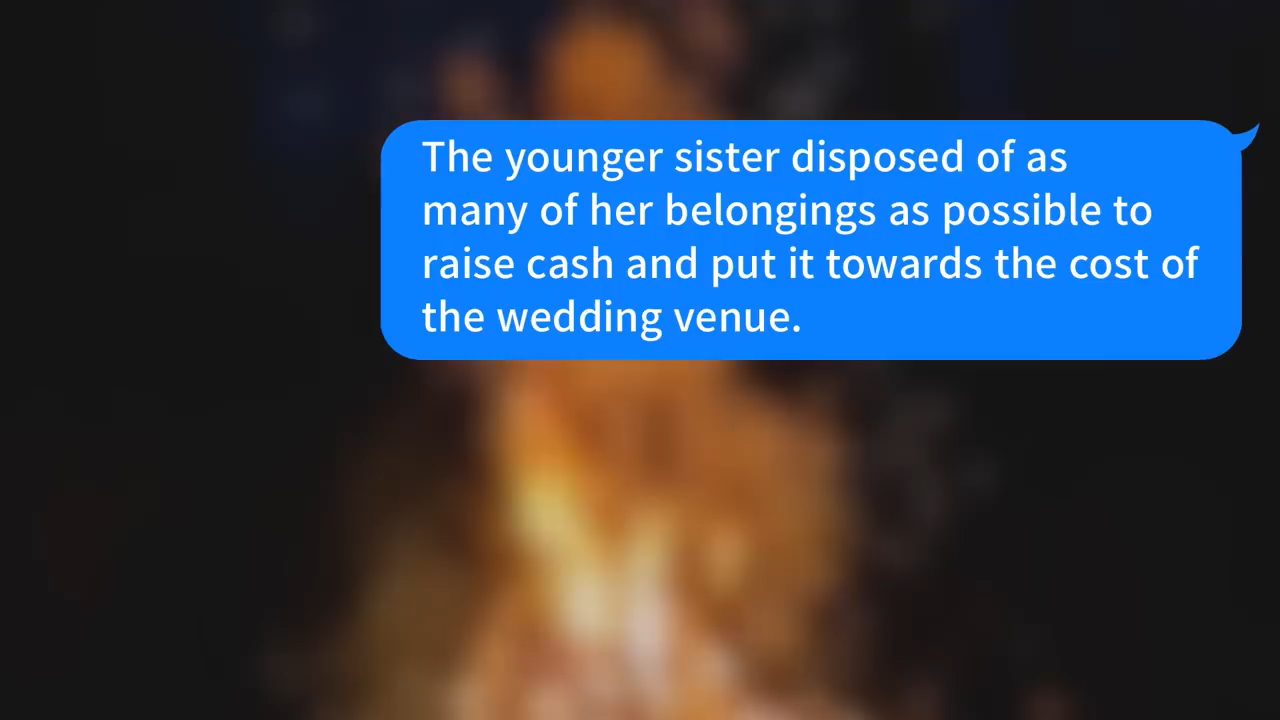 The younger sister disposed of as
many of her belongings as possible to
raise cash and put it towards the cost of
the wedding venue.